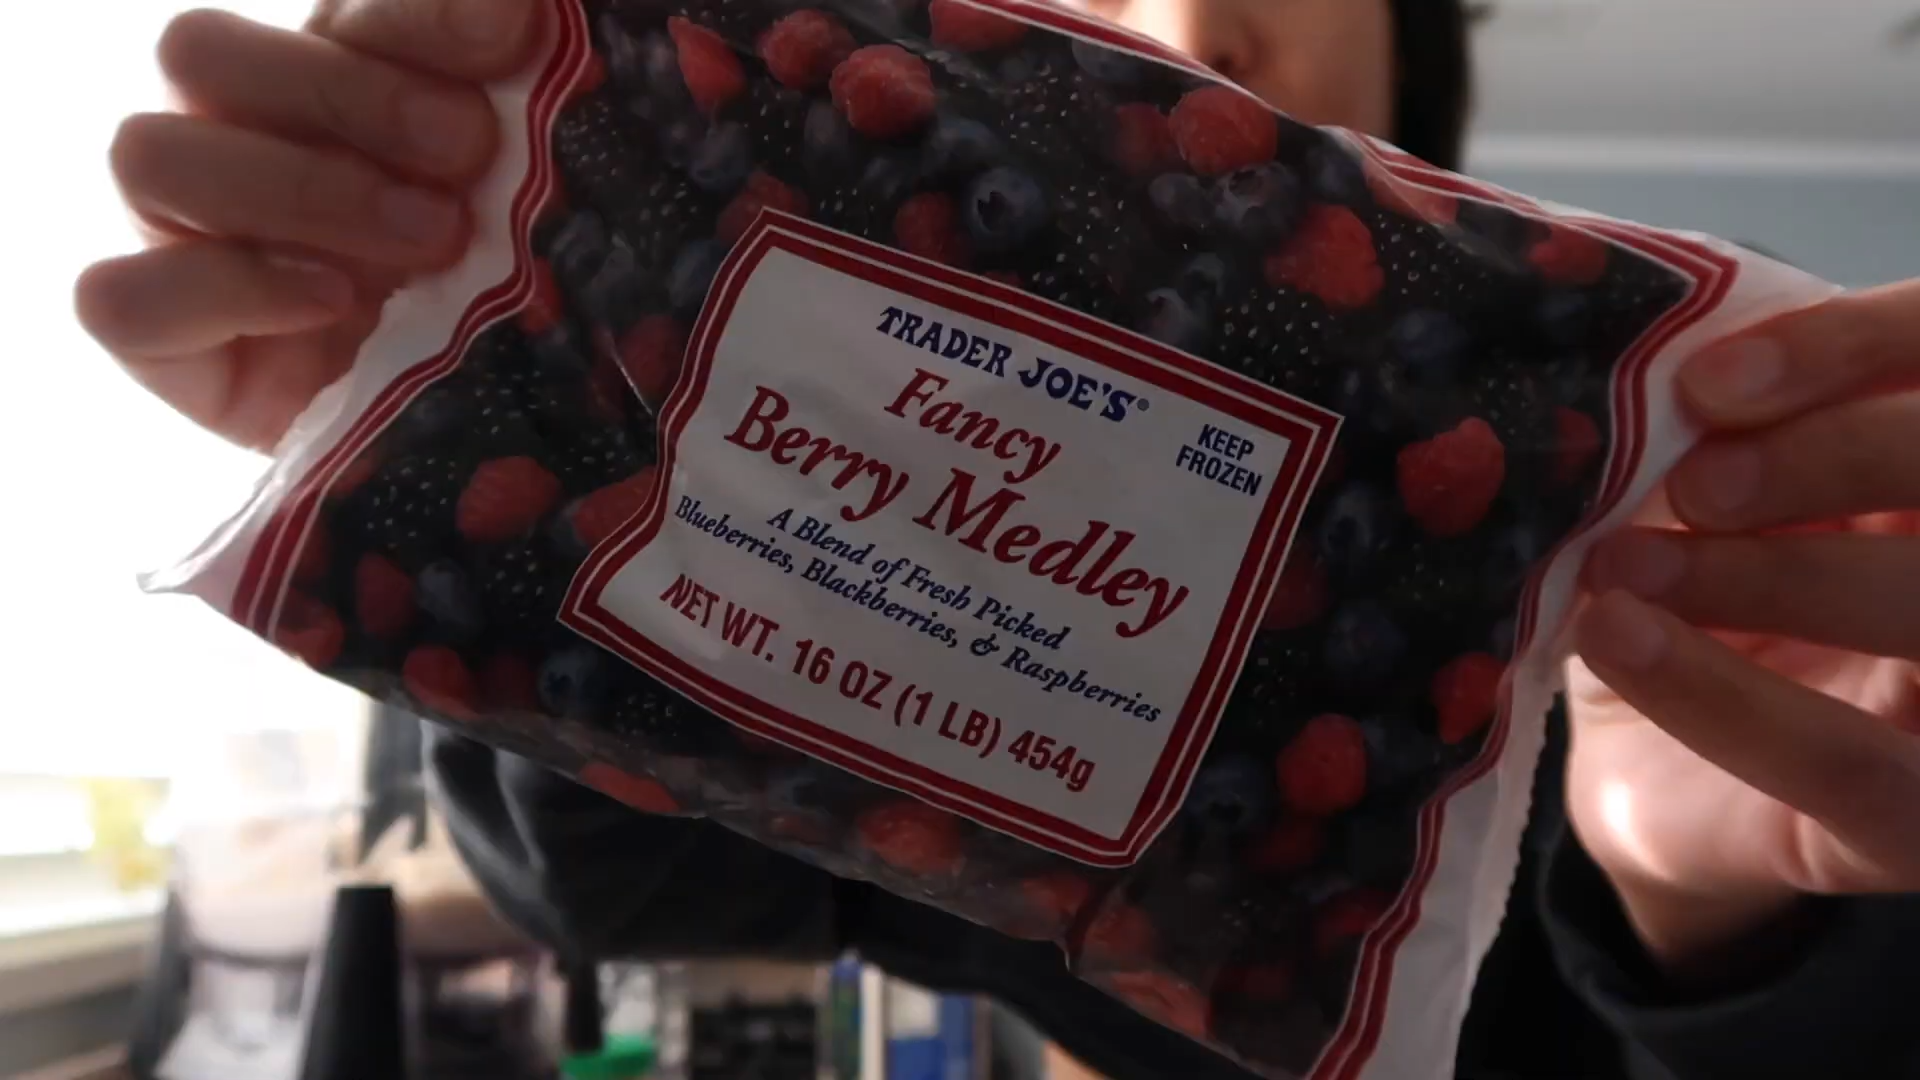 TRADER JOE'S®
Fancy
Berry Medley
KEEP
FROZEN
A Blend of Fresh Picked
Blueberries, Blackberries, & Raspberries
NET WT. 16 OZ (1 LB) 454g